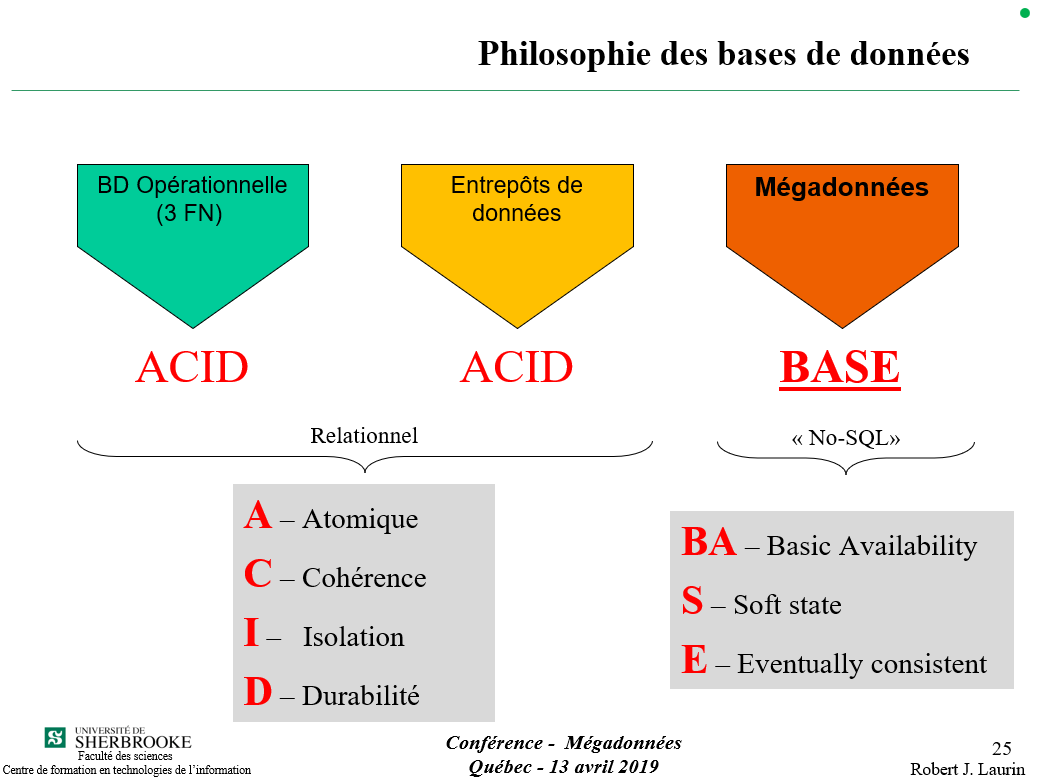 Philosophie des bases de données
BD Opérationnelle
(3 FN)
Entrepôts de
données
Mégadonnées
ACID
ACID
BASE
Relationnel
« No-SQL»
A – Atomique
C – Cohérence
I – Isolation
D – Durabilité
BA – Basic Availability
S – Soft state
E – Eventually consistent
S
UNIVERSITÉ DE
SHERBROOKE
Faculté des sciences
Centre de formation en technologies de l’information
Conférence - Mégadonnées
Québec - 13 avril 2019
25
Robert J. Laurin